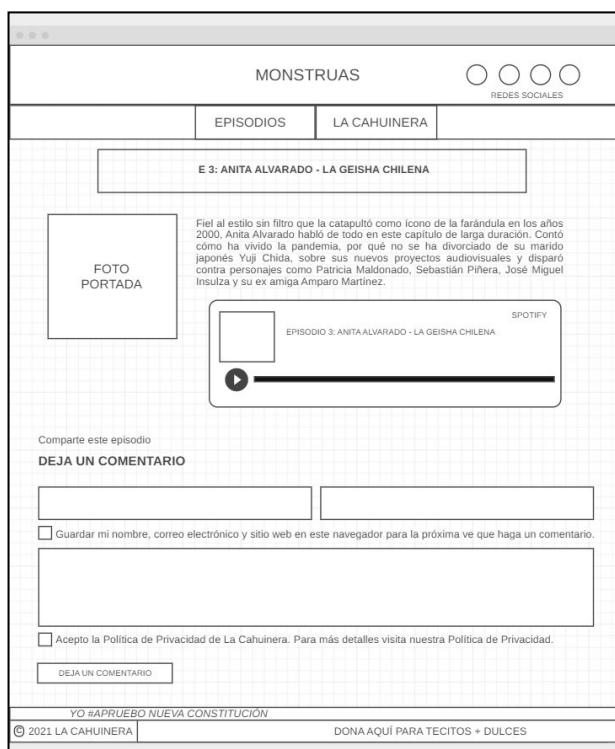 MONSTRUAS
REDES SOCIALES
EPISODIOS
LA CAHUINERA
E 3: ANITA ALVARADO - LA GEISHA CHILENA
FOTO
PORTADA
Fiel al estilo sin filtro que la catapultó como ícono de la farándula en los años
2000, Anita Alvarado habló de todo en este capítulo de larga duración. Contó
cómo ha vivido la pandemia, por qué no se ha divorciado de su marido
japonés Yuji Chida, sobre sus nuevos proyectos audiovisuales y disparó
contra personajes como Patricia Maldonado, Sebastián Piñera, José Miguel
Insulza y su ex amiga Amparo Martínez.
SPOTIFY
EPISODIO 3: ANITA ALVARADO - LA GEISHA CHILENA
Comparte este episodio
DEJA UN COMENTARIO
Guardar mi nombre, correo electrónico y sitio web en este navegador para la próxima ve que haga un comentario.
Acepto la Política de Privacidad de La Cahuinera. Para más detalles visita nuestra Política de Privacidad.
DEJA UN COMENTARIO
YO #APRUEBO NUEVA CONSTITUCIÓN
© 2021 LA CAHUINERA
DONA AQUÍ PARA TECITOS + DULCES